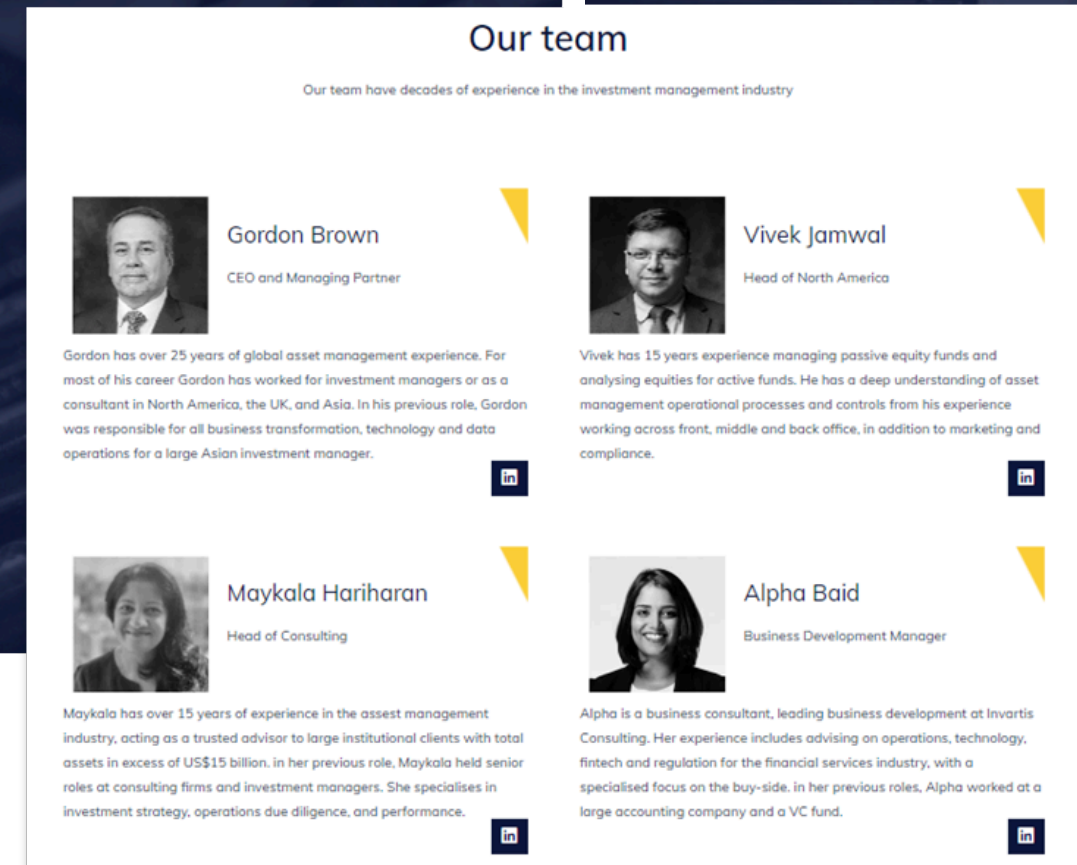 Our team
Our team have decades of experience in the investment management industry
Gordon Brown
CEO and Managing Partner
Gordon has over 25 years of global asset management experience. For
most of his career Gordon has worked for investment managers or as a
consultant in North America, the UK, and Asia. In his previous role, Gordon
was responsible for all business transformation, technology and data
operations for a large Asian investment manager.
in
Vivek Jamwal
Head of North America
Vivek has 15 years experience managing passive equity funds and
analysing equities for active funds. He has a deep understanding of asset
management operational processes and controls from his experience
working across front, middle and back office, in addition to marketing and
compliance.
in
Maykala Hariharan
Head of Consulting
Maykala has over 15 years of experience in the assest management
industry, acting as a trusted advisor to large institutional clients with total
assets in excess of US$15 billion. in her previous role, Maykala held senior
roles at consulting firms and investment managers. She specialises in
investment strategy, operations due diligence, and performance.
in
Alpha Baid
Business Development Manager
Alpha is a business consultant, leading business development at Invartis
Consulting. Her experience includes advising on operations, technology,
fintech and regulation for the financial services industry, with a
specialised focus on the buy-side. in her previous roles, Alpha worked at a
large accounting company and a VC fund.
in